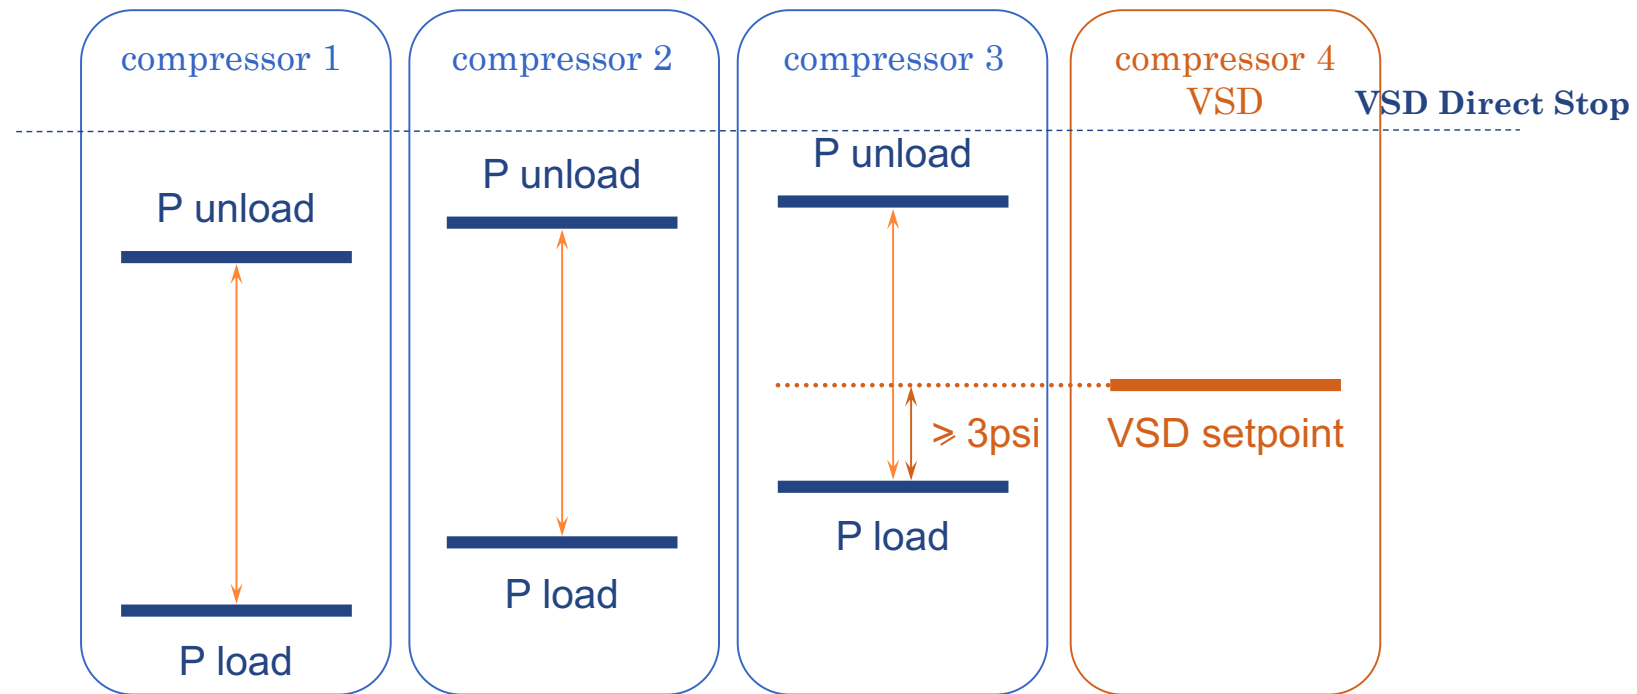 compressor 1
P unload
P load
compressor 2
P unload
P load
compressor 3
P unload
⩾ 3psi
P load
compressor 4
VSD
VSD setpoint
VSD Direct Stop